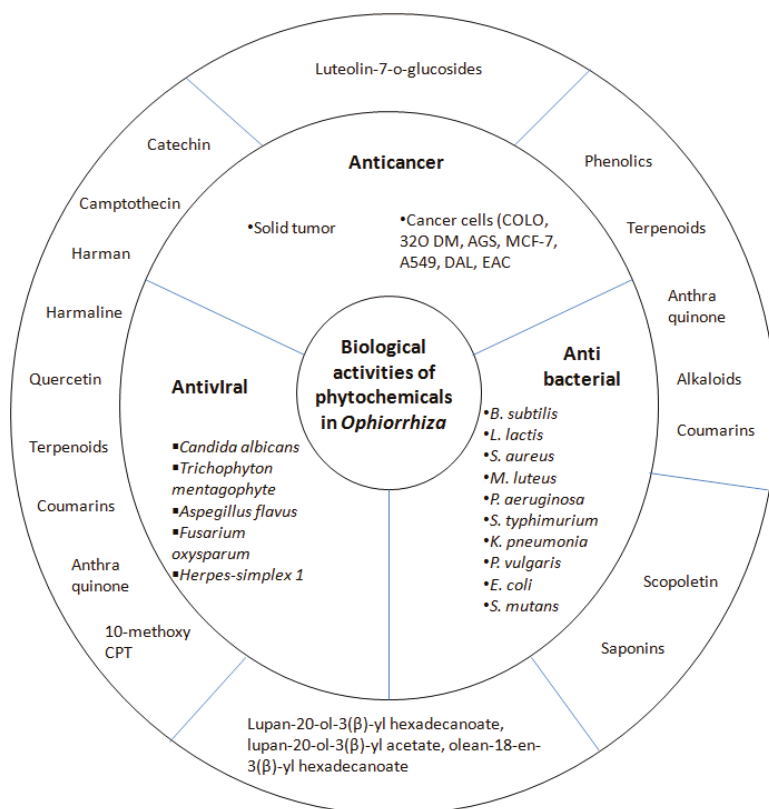 Luteolin-7-o-glucosides
Catechin
Camptothecin
Harman
Harmaline
Quercetin
Terpenoids
Coumarins
Anthra
quinone
10-methoxy
CPT
Anticancer
•Solid tumor
•Cancer cells (COLO,
32O DM, AGS, MCF-7,
A549, DAL, EAC
Phenolics
Terpenoids
Anthra
quinone
Alkaloids
Coumarins
Biological
activities of
phytochemicals
in Ophiorrhiza
AntivIral
▪Candida albicans
▪Trichophyton
mentagophyte
▪Aspegillus flavus
▪Fusarium
oxysparum
▪Herpes-simplex 1
Anti
bacterial
•B. subtilis
•L. lactis
•S. aureus
•M. luteus
•P. aeruginosa
•S. typhimurium
•K. pneumonia
•P. vulgaris
•E. coli
•S. mutans
Scopoletin
Saponins
Lupan-20-ol-3(β)-yl hexadecanoate,
lupan-20-ol-3(β)-yl acetate, olean-18-en-
3(β)-yl hexadecanoate